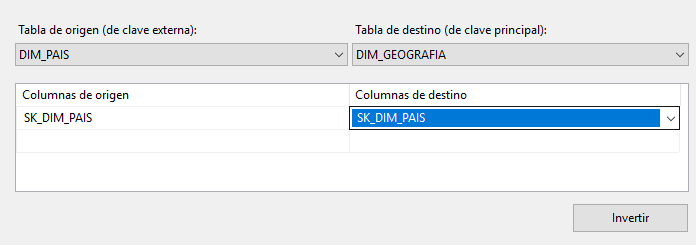 Tabla de origen (de clave externa): Tabla de destino (de clave principal):
DIM_PAIS DIM_GEOGRAFIA
Columnas de origen Columnas de destino
SK_DIM_PAIS SK_DIM_PAIS
Invertir